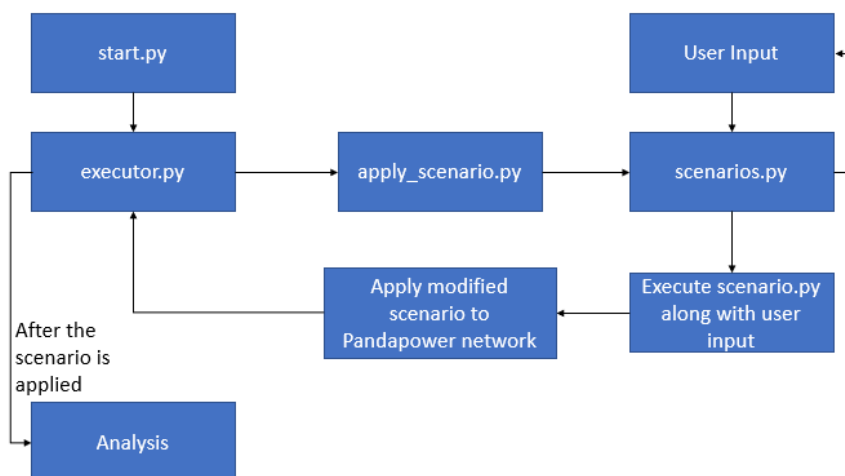 start.py
User Input
executor.py
apply_scenario.py
scenarios.py
Apply modified
scenario to
Pandapower network
Execute scenario.py
along with user
input
After the
scenario is
applied
Analysis